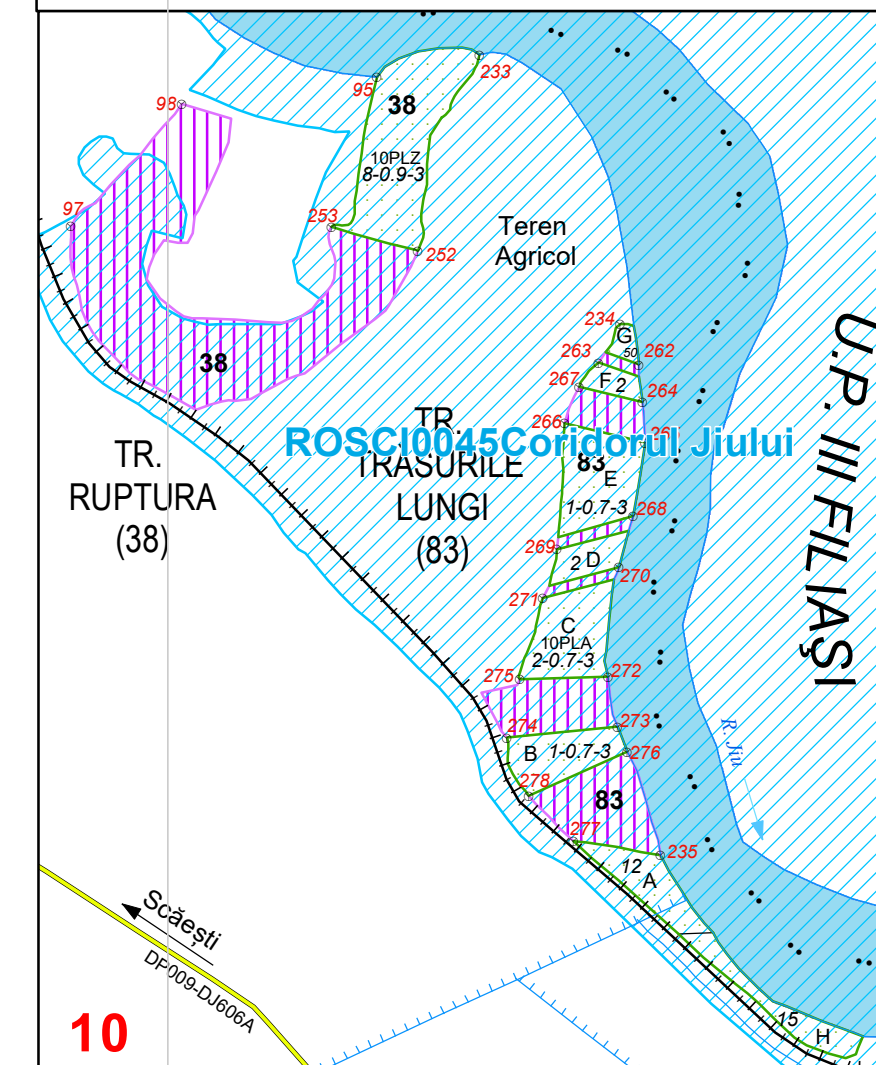 233
95
98
38
10PLZ
8-0.9-3
97
253
252
Teren
Agricol
234
G
50
263
262
38
267
F 2
264
266
U.P. III FILIAŞI
TR.
TRASURILE
LUNGI
(83)
ROSCI0045Coridorul Jiului
TR.
RUPTURA
(38)
83
E
1-0.7-3
268
269
2 D
270
271
C
10PLA
2-0.7-3
275
272
274
273
B
1-0.7-3
276
R. Jiu
278
83
277
235
12
A
Scăești
DP009-DJ606A
10
15
H